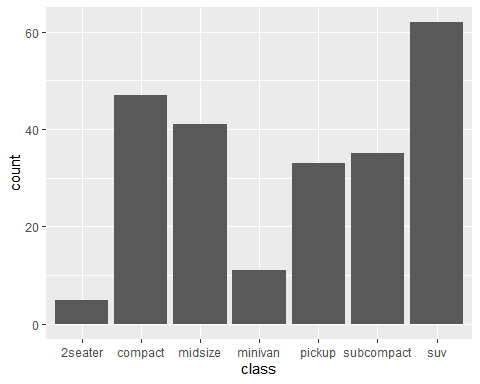 60
40
20
0
count
2seater compact midsize minivan pickup subcompact suv
class